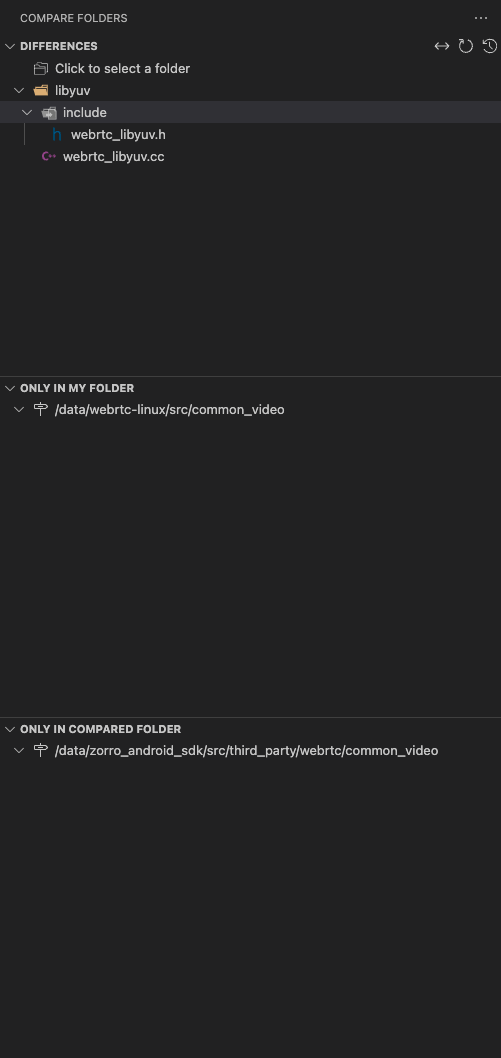 COMPARE FOLDERS
DIFFERENCES
Click to select a folder
libyuv
include
h webrtc_libyuv.h
C++ webrtc_libyuv.cc
ONLY IN MY FOLDER
/data/webrtc-linux/src/common_video
ONLY IN COMPARED FOLDER
/data/zorro_android_sdk/src/third_party/webrtc/common_video